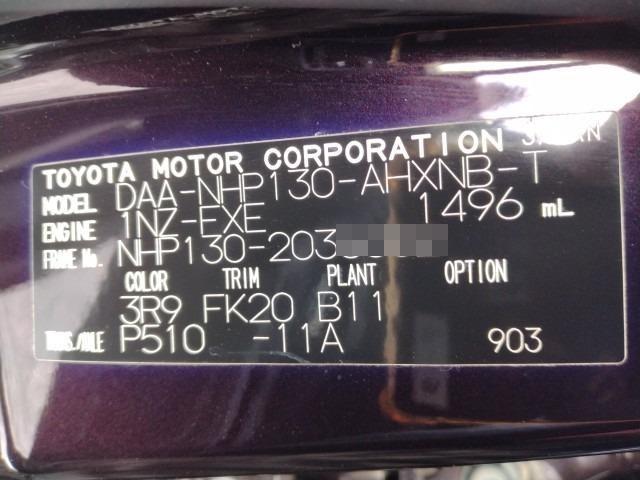 TOYOTA MOTOR CORPORATION JAPAN
MODEL DAA-NHP130-AHXNB-T
ENGINE 1NZ-EXE 1496 mL
FRAME No. NHP130-203
COLOR TRIM PLANT OPTION
3R9 FK20 B11
TRANS./AXLE P510 -11A 903